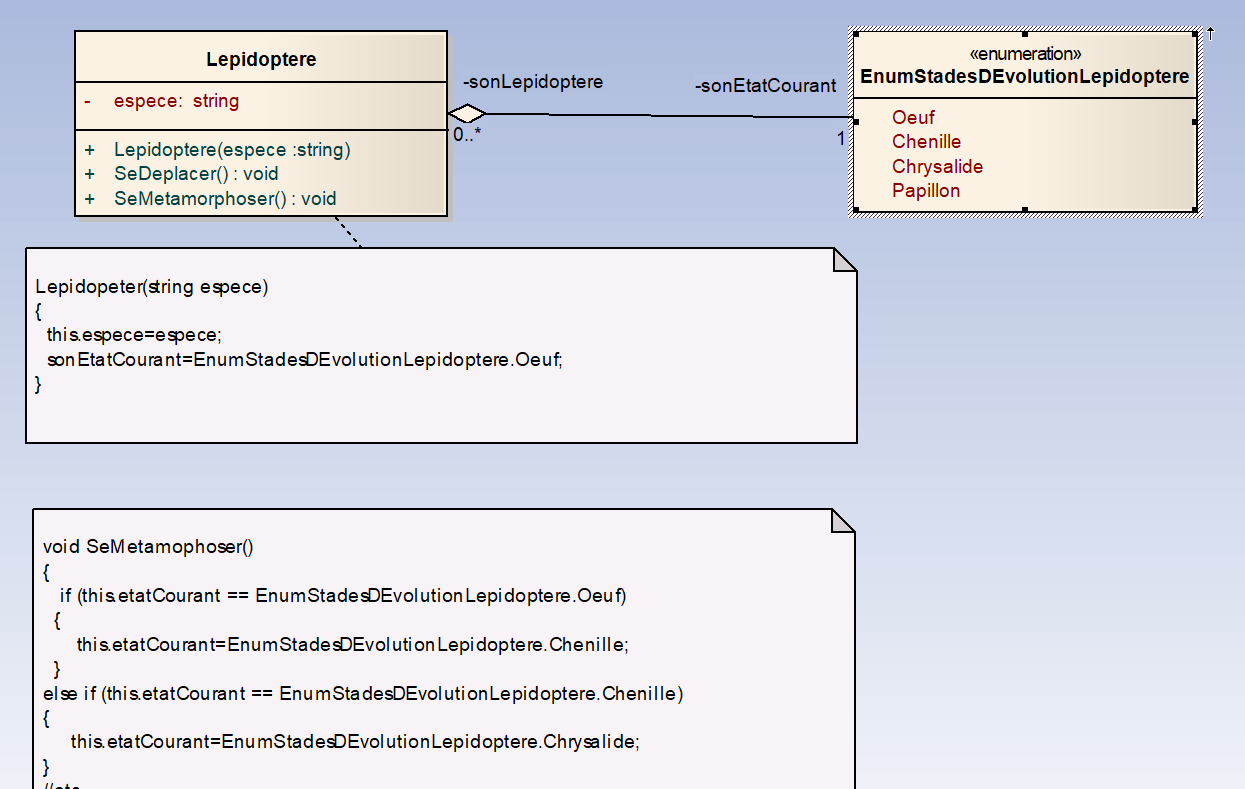 Lepidoptere
- espece: string
+ Lepidoptere(espece :string)
+ SeDeplacer() : void
+ SeMetamorphoser() : void
-sonLepidoptere
0..*
-sonEtatCourant
1
«enumeration»
EnumStadesDEvolutionLepidoptere
Oeuf
Chenille
Chrysalide
Papillon
Lepidopeter(string espece)
{
this.espece=espece;
sonEtatCourant=EnumStadesDEvolutionLepidoptere.Oeuf;
}
void SeMetamophoser()
{
if (this.etatCourant == EnumStadesDEvolutionLepidoptere.Oeuf)
{
this.etatCourant=EnumStadesDEvolutionLepidoptere.Chenille;
}
else if (this.etatCourant == EnumStadesDEvolutionLepidoptere.Chenille)
{
this.etatCourant=EnumStadesDEvolutionLepidoptere.Chrysalide;
}
//etc